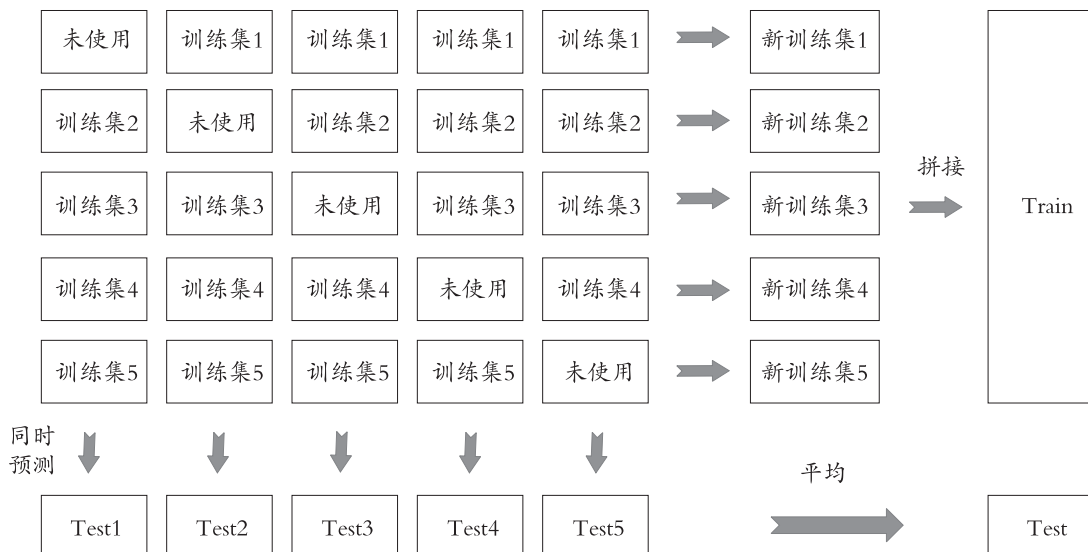 未使用 训练集1 训练集1 训练集1 训练集1 新训练集1
训练集2 未使用 训练集2 训练集2 训练集2 新训练集2
拼接
训练集3 训练集3 未使用 训练集3 训练集3 新训练集3 Train
训练集4 训练集4 训练集4 未使用 训练集4 新训练集4
训练集5 训练集5 训练集5 训练集5 未使用 新训练集5
同时
预测
平均
Test1 Test2 Test3 Test4 Test5 Test